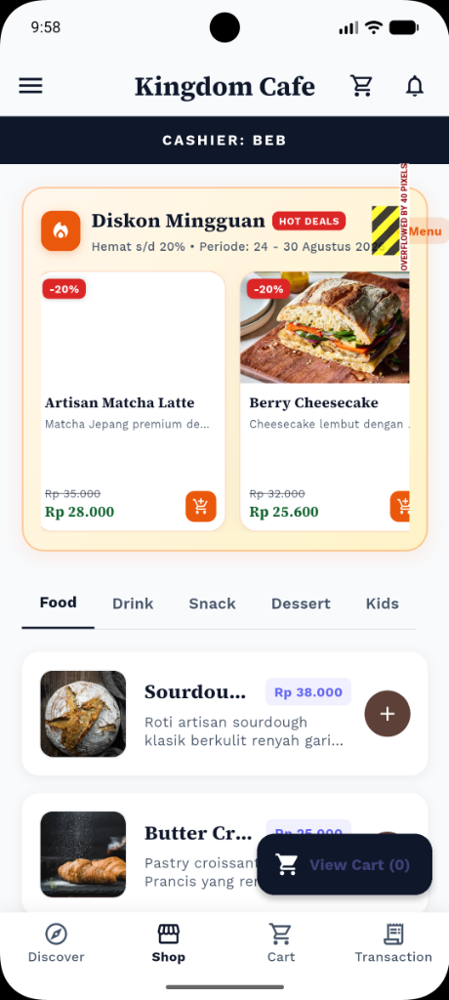 9:58
Kingdom Cafe
CASHIER: BEB
Diskon Mingguan HOT DEALS
Hemat s/d 20% • Periode: 24 - 30 Agustus
OVERFLOWED BY 40 PIXELS
Menu
-20%
Artisan Matcha Latte
Matcha Jepang premium de...
Rp 35.000
Rp 28.000
-20%
Berry Cheesecake
Cheesecake lembut dengan
Rp 32.000
Rp 25.600
Food Drink Snack Dessert Kids
Sourdou... Rp 38.000
Roti artisan sourdough
klasik berkulit renyah gari...
Butter Cr... Rp 25.000
Pastry croissant
Prancis yang
View Cart (0)
Discover Shop Cart Transaction